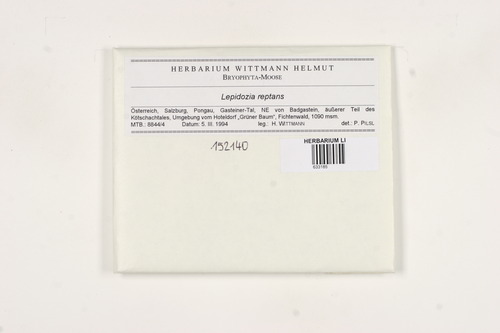 HERBARIUM WITTMANN HELMUT
BRYOPHYTA-MOOSE
Lepidozia reptans
Österreich, Salzburg, Pongau, Gasteiner-Tal, NE von Badgastein, äußerer Teil des
Kötschachtales, Umgebung vom Hoteldorf „Grüner Baum“; Fichtenwald, 1090 msm.
MTB.: 8844/4 Datum: 5. III. 1994 leg.: H. WITTMANN det.: P. PILSL
152140
HERBARIUM LI
633186